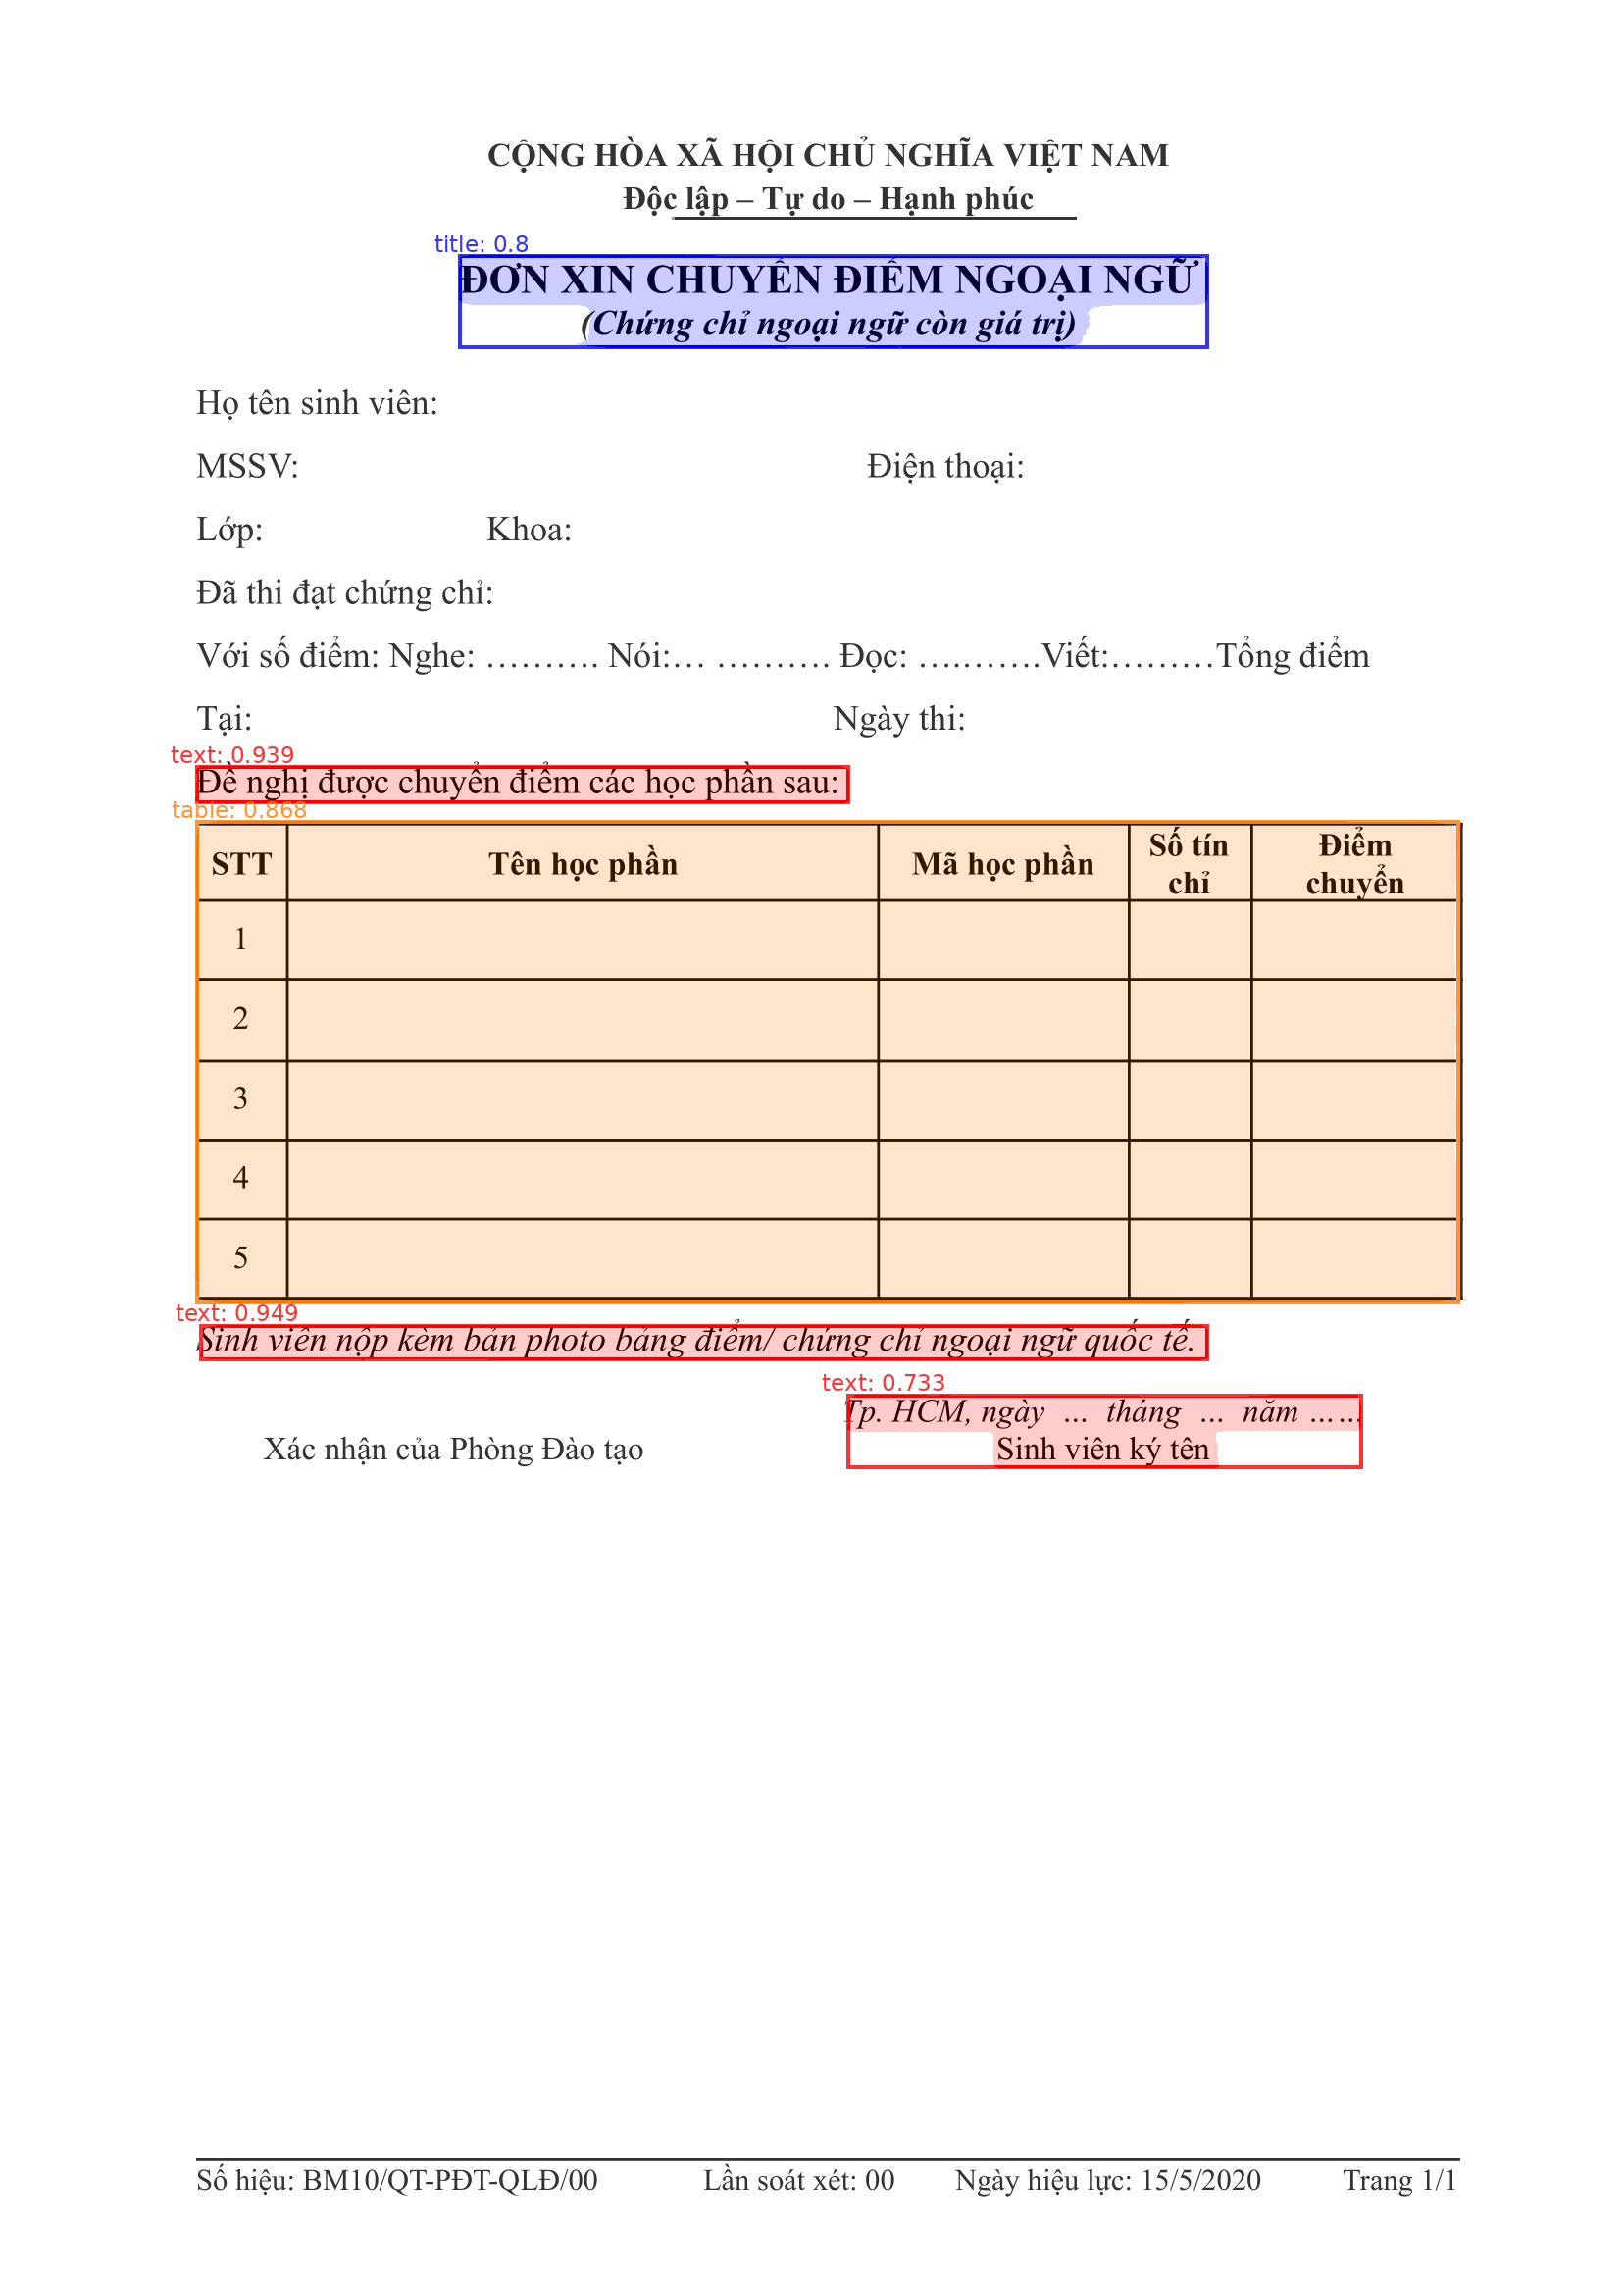 CỘNG HÒA XÃ HỘI CHỦ NGHĨA VIỆT NAM
Độc lập – Tự do – Hạnh phúc
title: 0.8
ĐƠN XIN CHUYỂN ĐIỂM NGOẠI NGỮ
(Chứng chỉ ngoại ngữ còn giá trị)
Họ tên sinh viên:
MSSV: Điện thoại:
Lớp: Khoa:
Đã thi đạt chứng chỉ:
Với số điểm: Nghe: ………. Nói:… ………. Đọc: ………..Viết:………Tổng điểm
Tại: Ngày thi:
text: 0.939
Đề nghị được chuyển điểm các học phần sau:
table: 0.868
STT Tên học phần Mã học phần Số tín chỉ Điểm chuyển
1
2
3
4
5
text: 0.949
Sinh viên nộp kèm bản photo bảng điểm/ chứng chỉ ngoại ngữ quốc tế.
text: 0.733
Tp. HCM, ngày … tháng … năm ……
Xác nhận của Phòng Đào tạo Sinh viên ký tên
Số hiệu: BM10/QT-PĐT-QLĐ/00 Lần soát xét: 00 Ngày hiệu lực: 15/5/2020 Trang 1/1